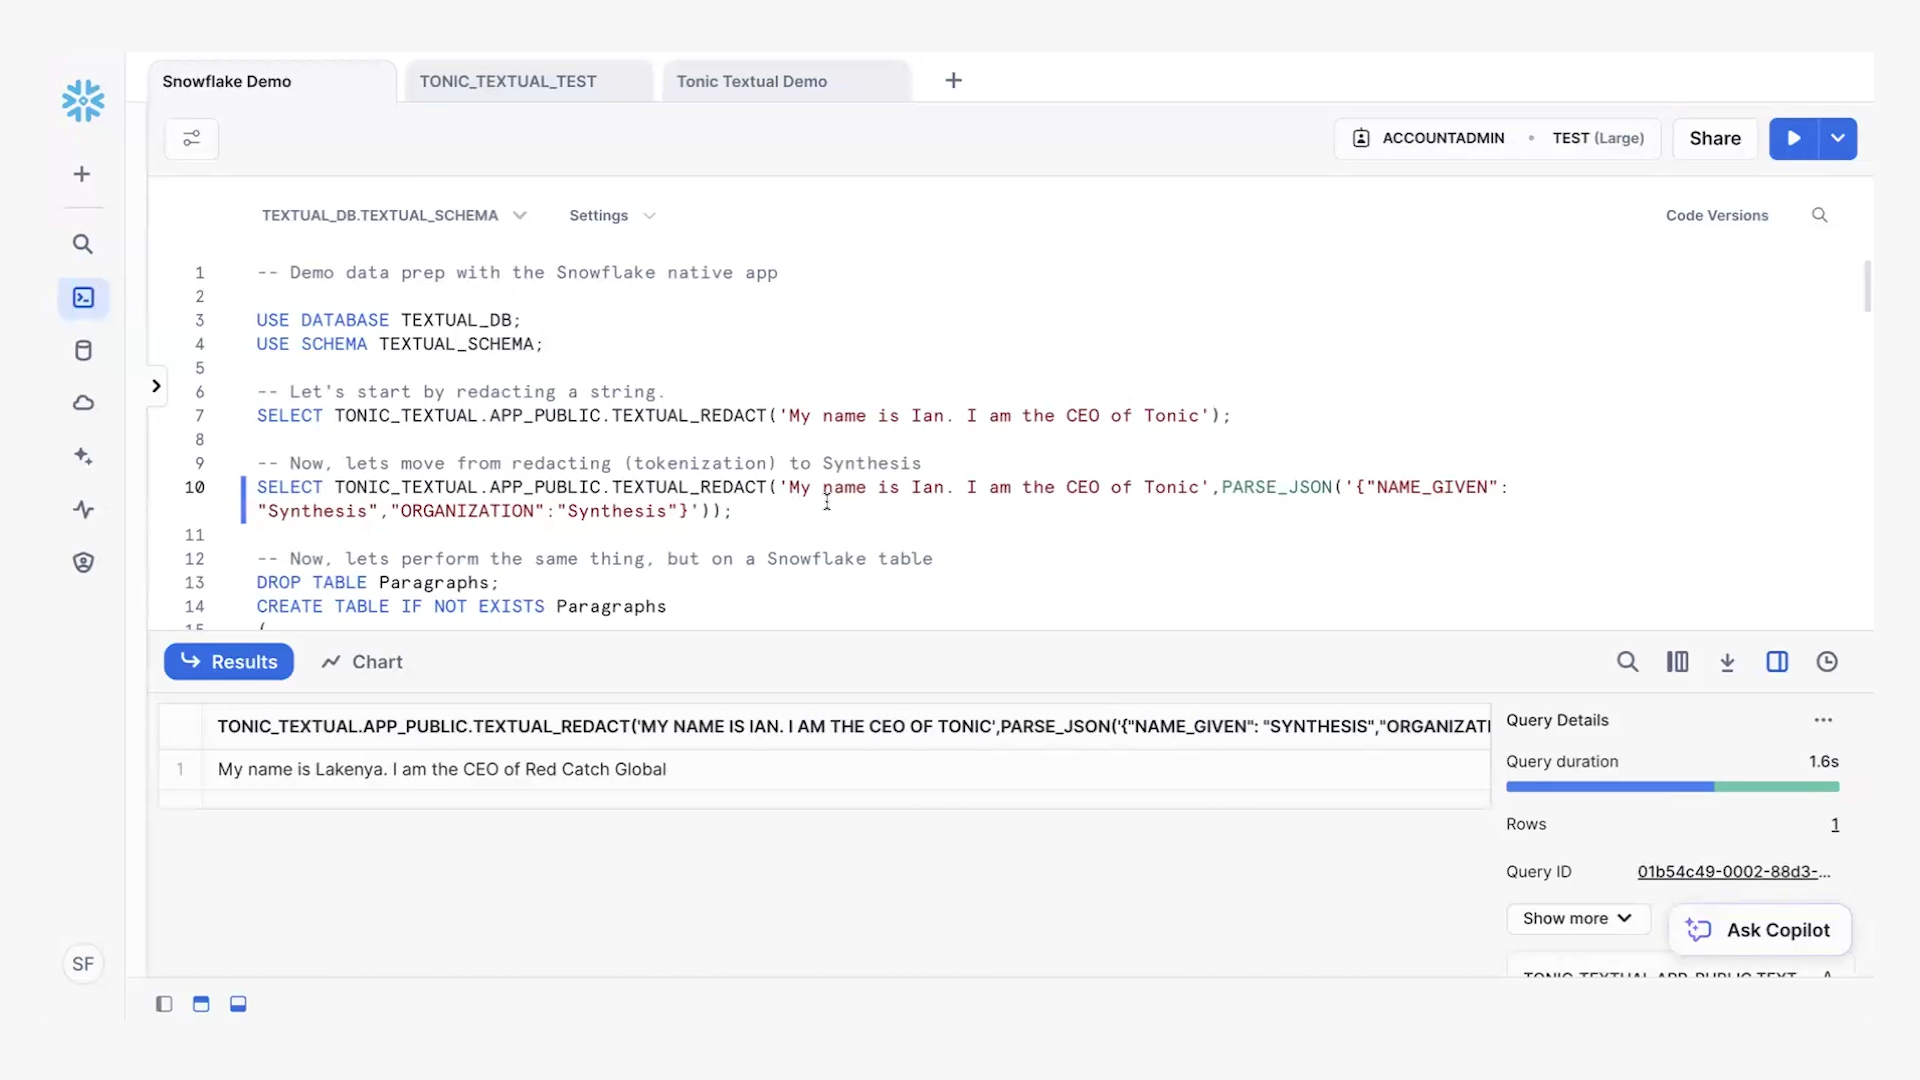 Snowflake Demo
TONIC_TEXTUAL_TEST
Tonic Textual Demo
ACCOUNTADMIN • TEST (Large)
Share
TEXTUAL_DB.TEXTUAL_SCHEMA
Settings
Code Versions
1 -- Demo data prep with the Snowflake native app
2
3 USE DATABASE TEXTUAL_DB;
4 USE SCHEMA TEXTUAL_SCHEMA;
5
6 -- Let's start by redacting a string.
7 SELECT TONIC_TEXTUAL.APP_PUBLIC.TEXTUAL_REDACT('My name is Ian. I am the CEO of Tonic');
8
9 -- Now, lets move from redacting (tokenization) to Synthesis
10 SELECT TONIC_TEXTUAL.APP_PUBLIC.TEXTUAL_REDACT('My name is Ian. I am the CEO of Tonic',PARSE_JSON('{"NAME_GIVEN":
"Synthesis","ORGANIZATION":"Synthesis"}'));
11
12 -- Now, lets perform the same thing, but on a Snowflake table
13 DROP TABLE Paragraphs;
14 CREATE TABLE IF NOT EXISTS Paragraphs
15 (
Results
Chart
TONIC_TEXTUAL.APP_PUBLIC.TEXTUAL_REDACT('MY NAME IS IAN. I AM THE CEO OF TONIC',PARSE_JSON('{"NAME_GIVEN": "SYNTHESIS","ORGANIZATI
1 My name is Lakenya. I am the CEO of Red Catch Global
Query Details
...
Query duration 1.6s
Rows 1
Query ID 01b54c49-0002-88d3-...
Show more
Ask Copilot
TONIC_TEXTUAL.APP_PUBLIC.TEXT
SF